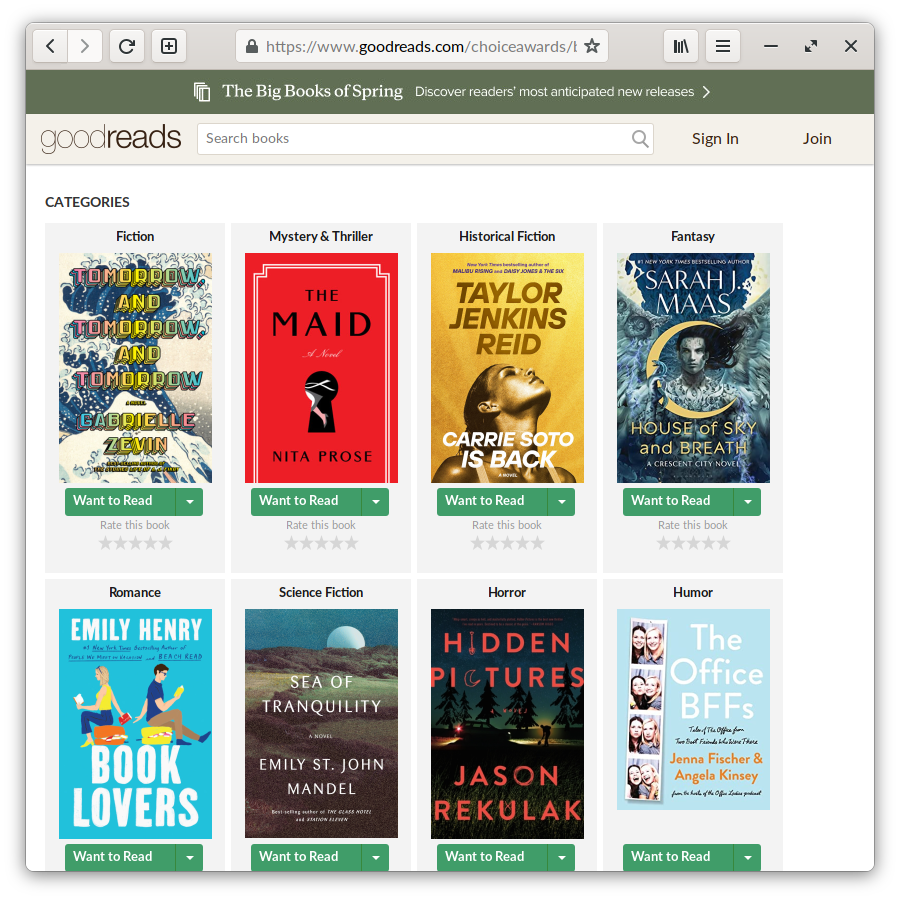 https://www.goodreads.com/choiceawards/b
The Big Books of Spring Discover readers' most anticipated new releases
goodreads
Search books
Sign In
Join
CATEGORIES
Fiction
Mystery & Thriller
Historical Fiction
Fantasy
TOMORROW,
AND
TOMORROW,
AND
TOMORROW
A NOVEL
GABRIELLE
ZEVIN
THE
MAID
A Novel
NITA PROSE
New York Times bestselling author of
MALIBU RISING and DAISY JONES & THE SIX
TAYLOR
JENKINS
REID
CARRIE SOTO
IS BACK
A NOVEL
#1 NEW YORK TIMES BESTSELLING AUTHOR
SARAH J.
MAAS
HOUSE of SKY
and BREATH
A CRESCENT CITY NOVEL
Want to Read
Want to Read
Want to Read
Want to Read
Rate this book
Rate this book
Rate this book
Rate this book
Romance
Science Fiction
Horror
Humor
EMILY HENRY
#1 New York Times Bestselling Author of
PEOPLE WE MEET ON VACATION and BEACH READ
BOOK
LOVERS
SEA OF
TRANQUILITY
A NOVEL
EMILY ST. JOHN
MANDEL
Best-selling author of THE GLASS HOTEL
and STATION ELEVEN
HIDDEN
PICTURES
A NOVEL
JASON
REKULAK
The
Office
BFFs
Tales of The Office from
Two Best Friends Who Were There
Jenna Fischer &
Angela Kinsey
from the hosts of the Office Ladies podcast
Want to Read
Want to Read
Want to Read
Want to Read